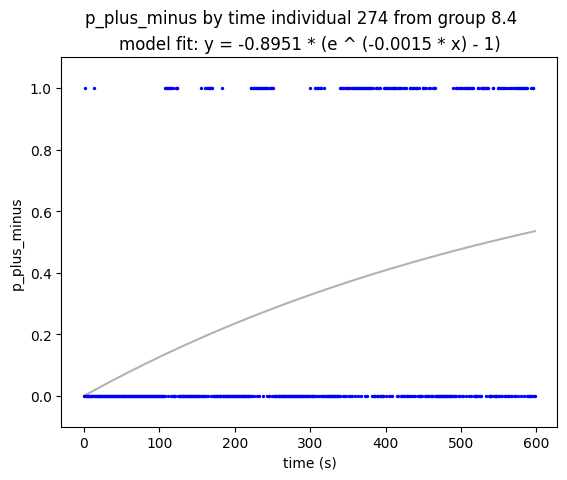 p_plus_minus by time individual 274 from group 8.4
model fit: y = -0.8951 * (e ^ (-0.0015 * x) - 1)
1.0
0.8
0.6
0.4
0.2
0.0
p_plus_minus
0 100 200 300 400 500 600
time (s)